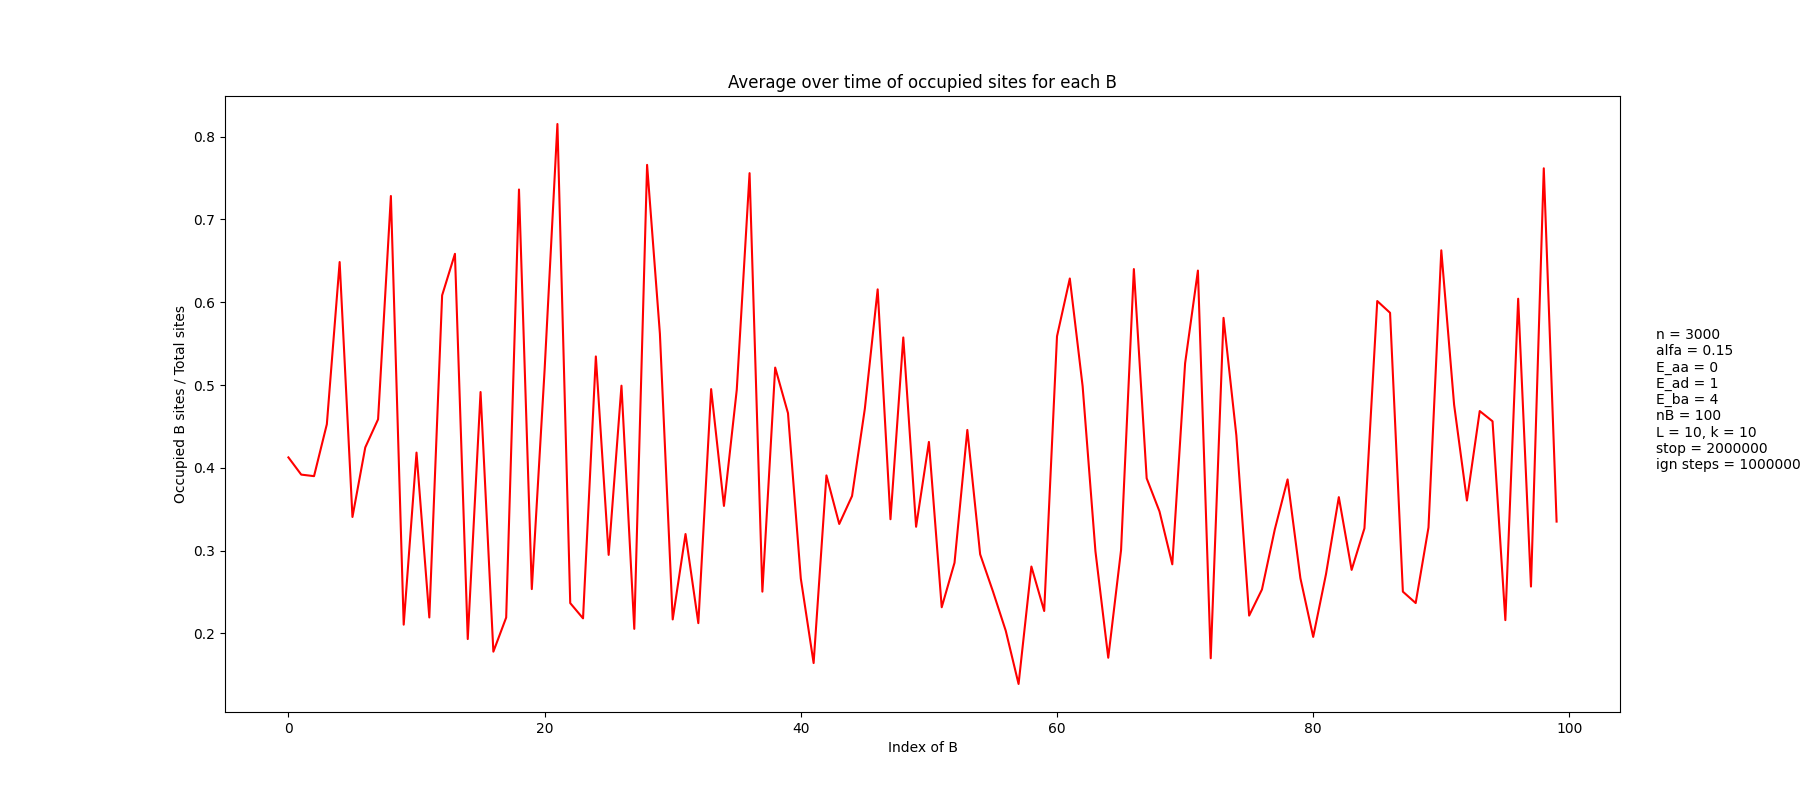 Average over time of occupied sites for each B
Occupied B sites / Total sites
0.8
0.7
0.6
0.5
0.4
0.3
0.2
0 20 40 60 80 100
Index of B
n = 3000
alfa = 0.15
E_aa = 0
E_ad = 1
E_ba = 4
nB = 100
L = 10, k = 10
stop = 2000000
ign steps = 1000000